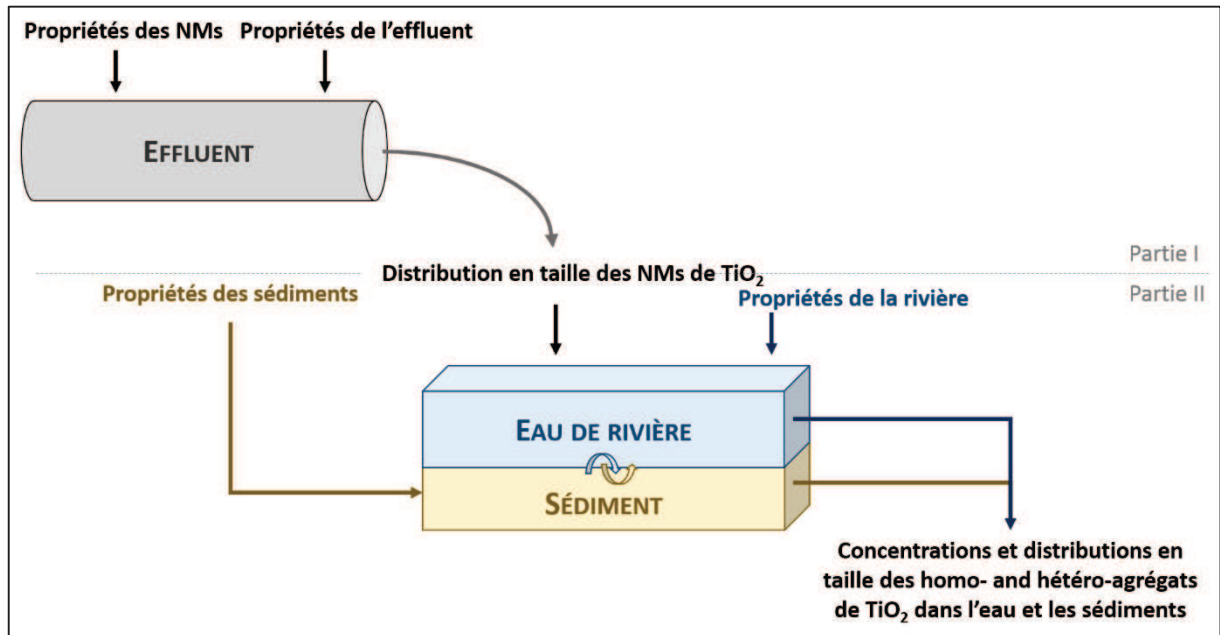 Propriétés des NMs Propriétés de l'effluent
EFFLUENT
Partie I
Distribution en taille des NMs de TiO₂
Propriétés des sédiments
Propriétés de la rivière
Partie II
EAU DE RIVIÈRE
SÉDIMENT
Concentrations et distributions en
taille des homo- and hétéro-agrégats
de TiO₂ dans l'eau et les sédiments